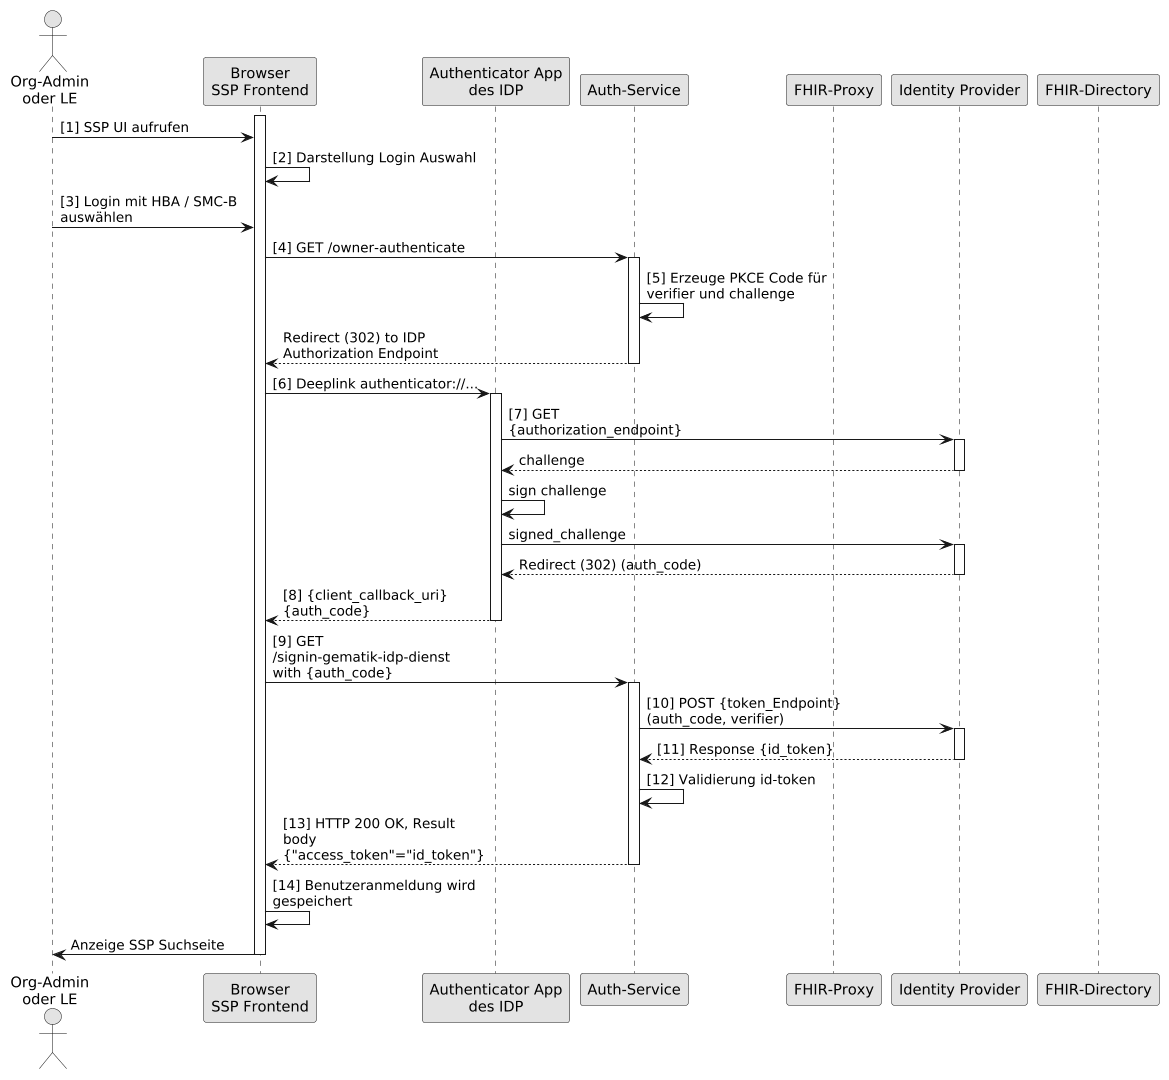 Org-Admin
oder LE
Browser
SSP Frontend
Authenticator App
des IDP
Auth-Service
FHIR-Proxy
Identity Provider
FHIR-Directory
[1] SSP UI aufrufen
[2] Darstellung Login Auswahl
[3] Login mit HBA / SMC-B
auswählen
[4] GET /owner-authenticate
[5] Erzeuge PKCE Code für
verifier und challenge
Redirect (302) to IDP
Authorization Endpoint
[6] Deeplink authenticator://...
[7] GET
{authorization_endpoint}
challenge
sign challenge
signed_challenge
Redirect (302) (auth_code)
[8] {client_callback_uri}
{auth_code}
[9] GET
/signin-gematik-idp-dienst
with {auth_code}
[10] POST {token_Endpoint}
(auth_code, verifier)
[11] Response {id_token}
[12] Validierung id-token
[13] HTTP 200 OK, Result
body
{"access_token"="id_token"}
[14] Benutzeranmeldung wird
gespeichert
Anzeige SSP Suchseite
Org-Admin
oder LE
Browser
SSP Frontend
Authenticator App
des IDP
Auth-Service
FHIR-Proxy
Identity Provider
FHIR-Directory